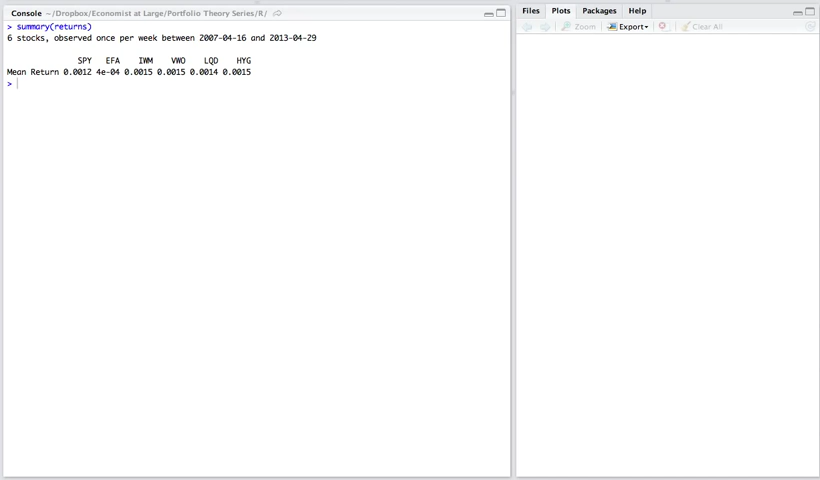 Console ~/Dropbox/Economist at Large/Portfolio Theory Series/R/
> summary(returns)
6 stocks, observed once per week between 2007-04-16 and 2013-04-29
SPY EFA IWM VWO LQD HYG
Mean Return 0.0012 4e-04 0.0015 0.0015 0.0014 0.0015
>
Files Plots Packages Help
Zoom Export Clear All